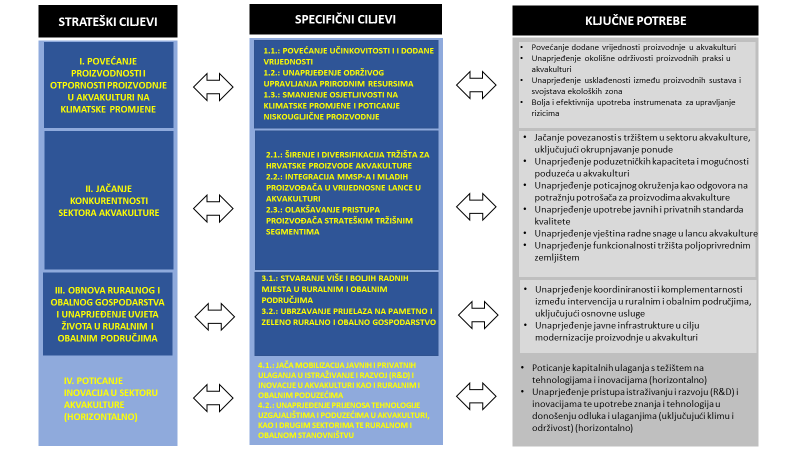 STRATEŠKI CILJEVI
I. POVEĆANJE
PROIZVODNOSTI I
OTPORNOSTI PROIZVODNJE
U AKVAKULTURI NA
KLIMATSKE PROMJENE
II. JAČANJE
KONKURENTNOSTI
SEKTORA AKVAKULTURE
III. OBNOVA RURALNOG I
OBALNOG GOSPODARSTVA
I UNAPRJEĐENJE UVJETA
ŽIVOTA U RURALNIM I
OBALNIM PODRUČJIMA
IV. POTICANJE
INOVACIJA U SEKTORU
AKVAKULTURE
(HORIZONTALNO)
SPECIFIČNI CILJEVI
1.1.: POVEĆANJE UČINKOVITOSTI I I DODANE
VRIJEDNOSTI
1.2.: UNAPRJEĐENJE ODRŽIVOG
UPRAVLJANJA PRIRODNIM RESURSIMA
1.3.: SMANJENJE OSJETLJIVOSTI NA
KLIMATSKE PROMJENE I POTICANJE
NISKOUGLJIČNE PROIZVODNJE
2.1.: ŠIRENJE I DIVERSIFIKACIJA TRŽIŠTA ZA
HRVATSKE PROIZVODE AKVAKULTURE
2.2.: INTEGRACIJA MMSP-A I MLADIH
PROIZVOĐAČA U VRIJEDNOSNE LANCE U
AKVAKULTURI
2.3.: OLAKŠAVANJE PRISTUPA
PROIZVOĐAČA STRATEŠKIM TRŽIŠNIM
SEGMENTIMA
3.1.: STVARANJE VIŠE I BOLJIH RADNIH
MJESTA U RURALNIM I OBALNIM
PODRUČJIMA
3.2.: UBRZAVANJE PRIJELAZA NA PAMETNO I
ZELENO RURALNO I OBALNO GOSPODARSTVO
4.1.: JAČA MOBILIZACIJA JAVNIH I PRIVATNIH
ULAGANJA U ISTRAŽIVANJE I RAZVOJ (R&D) I
INOVACIJE U AKVAKULTURI KAO I RURALNIM I
OBALNIM PODUZEĆIMA
4.2.: UNAPRJEĐENJE PRIJENOSA TEHNOLOGIJE
UZGAJALIŠTIMA I PODUZEĆIMA U AKVAKULTURI,
KAO I DRUGIM SEKTORIMA TE RURALNOM I
OBALNOM STANOVNIŠTVU
KLJUČNE POTREBE
• Povećanje dodane vrijednosti proizvodnje u akvakulturi
• Unaprjeđenje okolišne održivosti proizvodnih praksi u
akvakulturi
• Unaprjeđenje usklađenosti između proizvodnih sustava i
svojstava ekoloških zona
• Bolja i efektivnija upotreba instrumenata za upravljanje
rizicima
• Jačanje povezanosti s tržištem u sektoru akvakulture,
uključujući okrupnjavanje ponude
• Unaprjeđenje poduzetničkih kapaciteta i mogućnosti
poduzeća u akvakulturi
• Unaprjeđenje poticajnog okruženja kao odgovora na
potražnju potrošača za proizvodima akvakulture
• Unaprjeđenje upotrebe javnih i privatnih standarda
kvalitete
• Unaprjeđenje vještina radne snage u lancu akvakulture
• Unaprjeđenje funkcionalnosti tržišta poljoprivrednim
zemljištem
• Unaprjeđenje koordiniranosti i komplementarnosti
između intervencija u ruralnim i obalnim područjima,
uključujući osnovne usluge
• Unaprjeđenje javne infrastrukture u cilju
modernizacije proizvodnje u akvakulturi
• Poticanje kapitalnih ulaganja s težištem na
tehnologijama i inovacijama (horizontalno)
• Unaprjeđenje pristupa istraživanju i razvoju (R&D) i
inovacijama te upotrebe znanja i tehnologija u
donošenju odluka i ulaganjima (uključujući klimu i
održivost) (horizontalno)